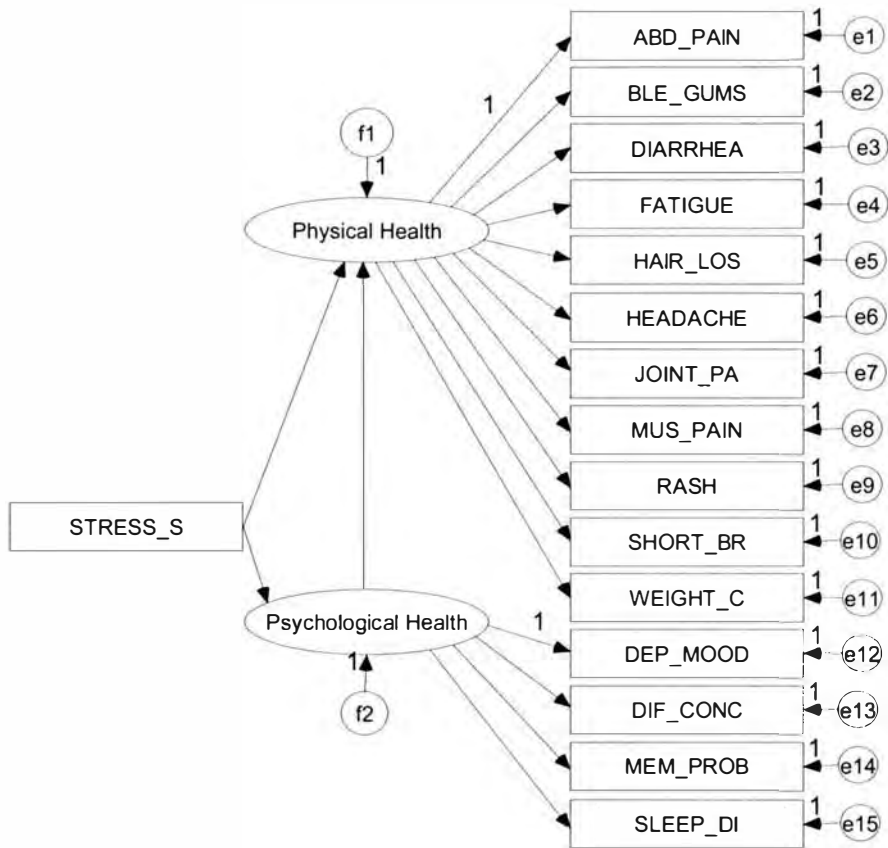 ABD_PAIN
1
e1
BLE_GUMS
1
e2
DIARRHEA
1
e3
FATIGUE
1
e4
HAIR_LOS
1
e5
HEADACHE
1
e6
JOINT_PA
1
e7
MUS_PAIN
1
e8
RASH
1
e9
SHORT_BR
1
e10
WEIGHT_C
1
e11
DEP_MOOD
1
e12
DIF_CONC
1
e13
MEM_PROB
1
e14
SLEEP_DI
1
e15
1
f1
1
Physical Health
STRESS_S
Psychological Health
1
1
f2